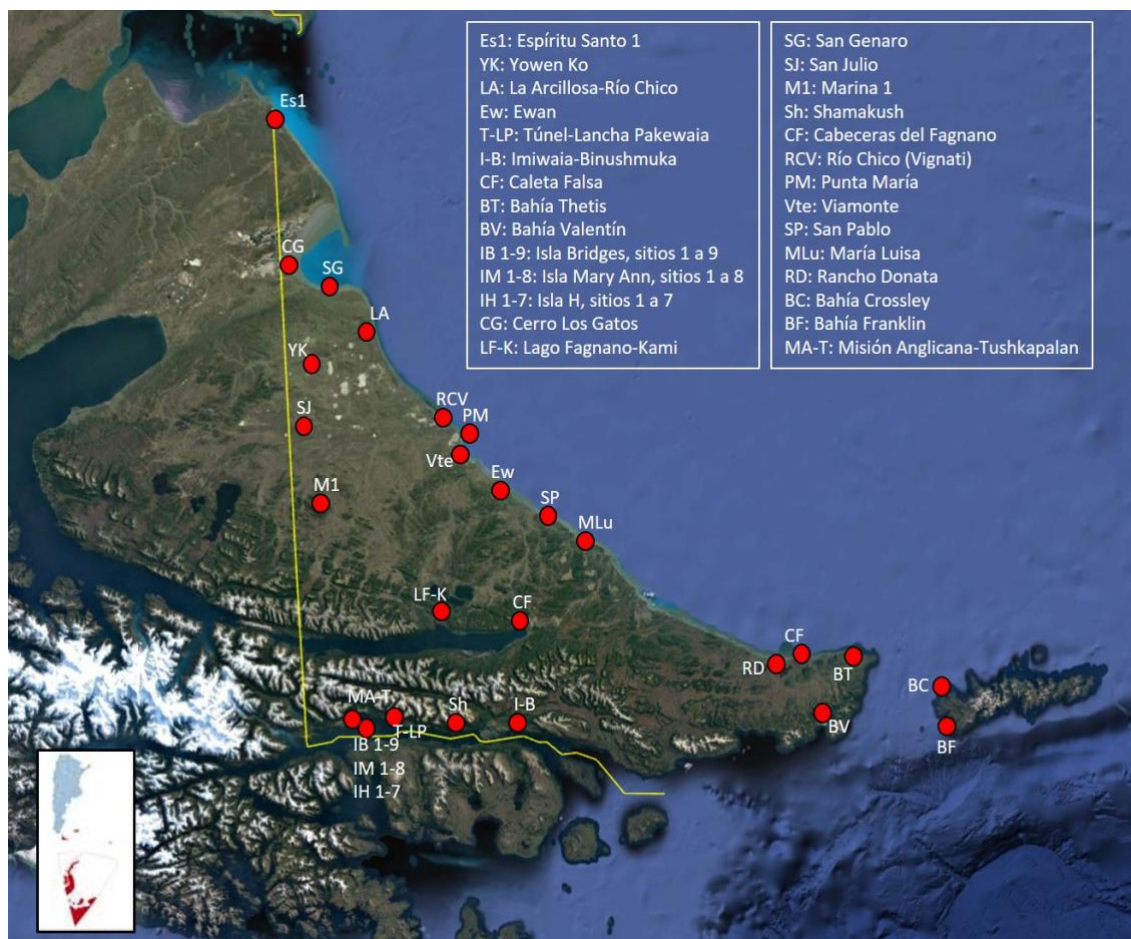 Es1: Espíritu Santo 1
YK: Yowen Ko
LA: La Arcillosa-Río Chico
Ew: Ewan
T-LP: Túnel-Lancha Pakewaia
I-B: Imiwaia-Binushmuka
CF: Caleta Falsa
BT: Bahía Thetis
BV: Bahía Valentín
IB 1-9: Isla Bridges, sitios 1 a 9
IM 1-8: Isla Mary Ann, sitios 1 a 8
IH 1-7: Isla H, sitios 1 a 7
CG: Cerro Los Gatos
LF-K: Lago Fagnano-Kami
SG: San Genaro
SJ: San Julio
M1: Marina 1
Sh: Shamakush
CF: Cabeceras del Fagnano
RCV: Río Chico (Vignati)
PM: Punta María
Vte: Viamonte
SP: San Pablo
MLu: María Luisa
RD: Rancho Donata
BC: Bahía Crossley
BF: Bahía Franklin
MA-T: Misión Anglicana-Tushkapalan
Es1
CG
SG
LA
YK
SJ
RCV
PM
Vte
Ew
M1
SP
MLu
LF-K
CF
CF
RD
BT
BC
BV
BF
MA-T
T-LP
Sh
I-B
IB 1-9
IM 1-8
IH 1-7